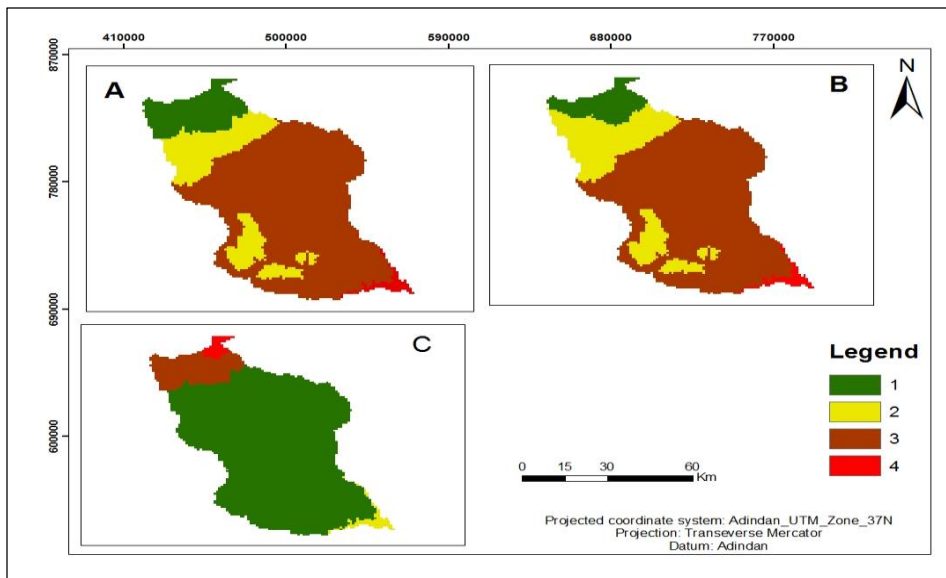 410000 500000 590000 680000 770000
870000
780000
690000
600000
A
B
N
C
Legend
1
2
3
4
0 15 30 60
Km
Projected coordinate system: Adindan_UTM_Zone_37N
Projection: Transeverse Mercator
Datum: Adindan